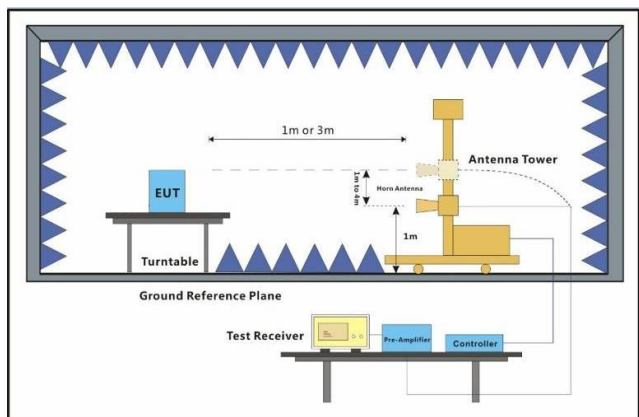 1m or 3m
Antenna Tower
1m to 4m
Horn Antenna
EUT
1m
Turntable
Ground Reference Plane
Test Receiver
Pre-Amplifier
Controller